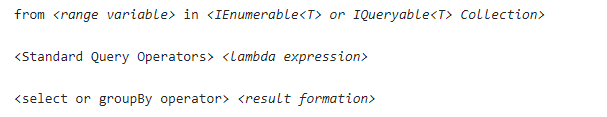 from <range variable> in <IEnumerable<T> or IQueryable<T> Collection>
<Standard Query Operators> <lambda expression>
<select or groupBy operator> <result formation>